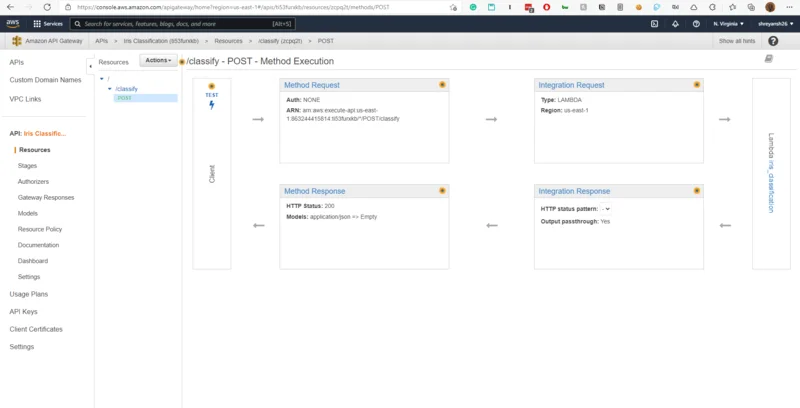 https://console.aws.amazon.com/apigateway/home?region=us-east-1#/apis/ti53funxkb/resources/zcpq2t/methods/POST
aws
Services
Search for services, features, blogs, docs, and more
[Alt+S]
N. Virginia
shreyansh26
Amazon API Gateway
APIs > Iris Classification (ti53funxkb) > Resources > /classify (zcpq2t) > POST
Show all hints
APIs
Custom Domain Names
VPC Links
API: Iris Classific...
Resources
Stages
Authorizers
Gateway Responses
Models
Resource Policy
Documentation
Dashboard
Settings
Usage Plans
API Keys
Client Certificates
Settings
Resources
Actions
/
/classify
POST
/classify - POST - Method Execution
TEST
Client
Method Request
Auth: NONE
ARN: arn:aws:execute-api:us-east-
1:863244415814:ti53funxkb/*/POST/classify
Integration Request
Type: LAMBDA
Region: us-east-1
Method Response
HTTP Status: 200
Models: application/json => Empty
Integration Response
HTTP status pattern: -
Output passthrough: Yes
Lambda iris_classification